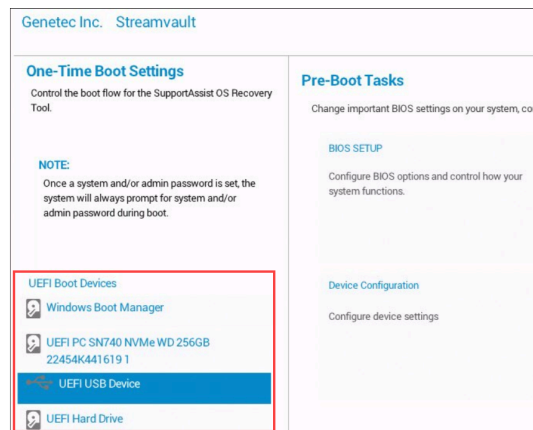 Genetec Inc. Streamvault
One-Time Boot Settings
Control the boot flow for the SupportAssist OS Recovery
Tool.
NOTE:
Once a system and/or admin password is set, the
system will always prompt for system and/or
admin password during boot.
UEFI Boot Devices
Windows Boot Manager
UEFI PC SN740 NVMe WD 256GB
22454K441619 1
UEFI USB Device
UEFI Hard Drive
Pre-Boot Tasks
Change important BIOS settings on your system, co
BIOS SETUP
Configure BIOS options and control how your
system functions.
Device Configuration
Configure device settings